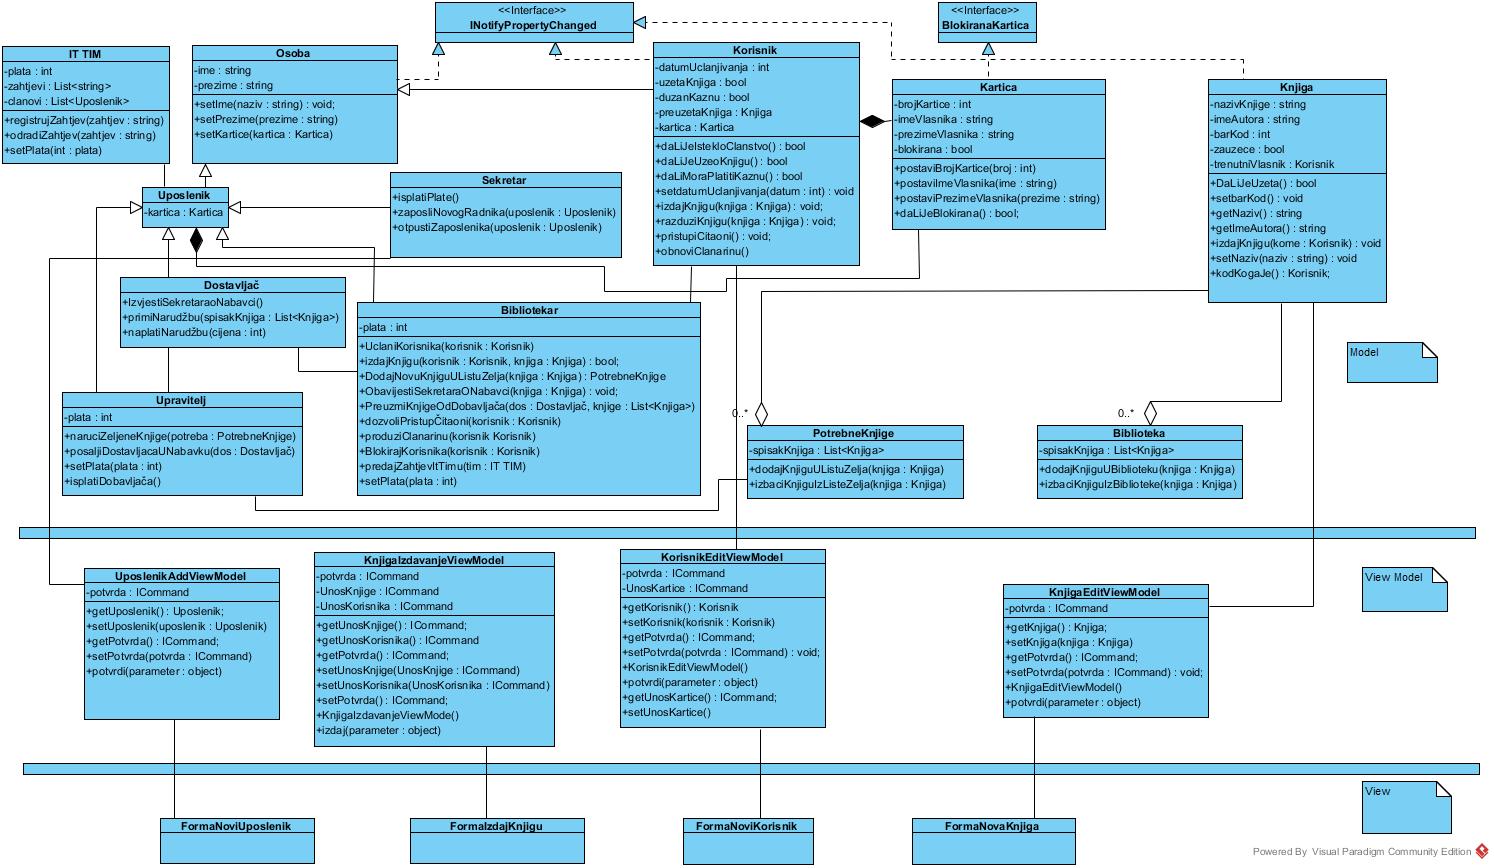 <<Interface>>
INotifyPropertyChanged
<<Interface>>
BlokiranaKartica
IT TIM
-plata : int
-zahtjevi : List<string>
-clanovi : List<Uposlenik>
+registrujZahtjev(zahtjev : string)
+odradiZahtjev(zahtjev : string)
+setPlata(int : plata)
Osoba
-ime : string
-prezime : string
+setIme(naziv : string) : void;
+setPrezime(prezime : string)
+setKartice(kartica : Kartica)
Korisnik
-datumUclanjivanja : int
-uzetaKnjiga : bool
-duzanKaznu : bool
-preuzetaKnjiga : Knjiga
-kartica : Kartica
+daLiJeIstekloClanstvo() : bool
+daLiJeUzeoKnjigu() : bool
+daLiMoraPlatitiKaznu() : bool
+setdatumUclanjivanja(datum : int) : void
+izdajKnjigu(knjiga : Knjiga) : void;
+razduziKnjigu(knjiga : Knjiga) : void;
+pristupiCitaoni() : void;
+obnoviClanarinu()
Kartica
-brojKartice : int
-imeVlasnika : string
-prezimeVlasnika : string
-blokirana : bool
+postaviBrojKartice(broj : int)
+postaviImeVlasnika(ime : string)
+postaviPrezimeVlasnika(prezime : string)
+daLiJeBlokirana() : bool;
Knjiga
-nazivKnjige : string
-imeAutora : string
-barKod : int
-zauzece : bool
-trenutniVlasnik : Korisnik
+DaLiJeUzeta() : bool
+setbarKod() : void
+getNaziv() : string
+getImeAutora() : string
+izdajKnjigu(kome : Korisnik) : void
+setNaziv(naziv : string) : void
+kodKogaJe() : Korisnik;
Uposlenik
-kartica : Kartica
Sekretar
+isplatiPlate()
+zaposliNovogRadnika(uposlenik : Uposlenik)
+otpustiZaposlenika(uposlenik : Uposlenik)
Dostavljač
+IzvjestiSekretaraoNabavci()
+primiNarudžbu(spisakKnjiga : List<Knjiga>)
+naplatiNarudžbu(cijena : int)
Bibliotekar
-plata : int
+UclaniKorisnika(korisnik : Korisnik)
+izdajKnjigu(korisnik : Korisnik, knjiga : Knjiga) : bool;
+DodajNovuKnjiguUListuZelja(knjiga : Knjiga) : PotrebneKnjige
+ObavijestiSekretaraONabavci(knjiga : Knjiga) : void;
+PreuzmiKnjigeOdDobavljača(dos : Dostavljač, knjige : List<Knjiga>)
+dozvoliPristupČitaoni(korisnik : Korisnik)
+produziClanarinu(korisnik Korisnik)
+BlokirajKorisnika(korisnik : Korisnik)
+predajZahtjevItTimu(tim : IT TIM)
+setPlata(plata : int)
Model
Upravitelj
-plata : int
+naruciZeljeneKnjige(potreba : PotrebneKnjige)
+posaljiDostavljacaUNabavku(dos : Dostavljač)
+setPlata(plata : int)
+isplatiDobavljača()
0..*
PotrebneKnjige
-spisakKnjiga : List<Knjiga>
+dodajKnjiguUListuZelja(knjiga : Knjiga)
+izbaciKnjiguIzListeZelja(knjiga : Knjiga)
0..*
Biblioteka
-spisakKnjiga : List<Knjiga>
+dodajKnjiguUBiblioteku(knjiga : Knjiga)
+izbaciKnjiguIzBiblioteke(knjiga : Knjiga)
UposlenikAddViewModel
-potvrda : ICommand
+getUposlenik() : Uposlenik;
+setUposlenik(uposlenik : Uposlenik)
+getPotvrda() : ICommand;
+setPotvrda(potvrda : ICommand)
+potvrdi(parameter : object)
KnjigaIzdavanjeViewModel
-potvrda : ICommand
-UnosKnjige : ICommand
-UnosKorisnika : ICommand
+getUnosKnjige() : ICommand;
+getUnosKorisnika() : ICommand
+getPotvrda() : ICommand;
+setUnosKnjige(UnosKnjige : ICommand)
+setUnosKorisnika(UnosKorisnika : ICommand)
+setPotvrda() : ICommand;
+KnjigaIzdavanjeViewMode()
+izdaj(parameter : object)
KorisnikEditViewModel
-potvrda : ICommand
-UnosKartice : ICommand
+getKorisnik() : Korisnik
+setKorisnik(korisnik : Korisnik)
+getPotvrda() : ICommand;
+setPotvrda(potvrda : ICommand) : void;
+KorisnikEditViewModel()
+potvrdi(parameter : object)
+getUnosKartice() : ICommand;
+setUnosKartice()
KnjigaEditViewModel
-potvrda : ICommand
+getKnjiga() : Knjiga;
+setKnjiga(knjiga : Knjiga)
+getPotvrda() : ICommand;
+setPotvrda(potvrda : ICommand) : void;
+KnjigaEditViewModel()
+potvrdi(parameter : object)
View Model
View
FormaNoviUposlenik
FormaIzdajKnjigu
FormaNoviKorisnik
FormaNovaKnjiga
Powered By Visual Paradigm Community Edition